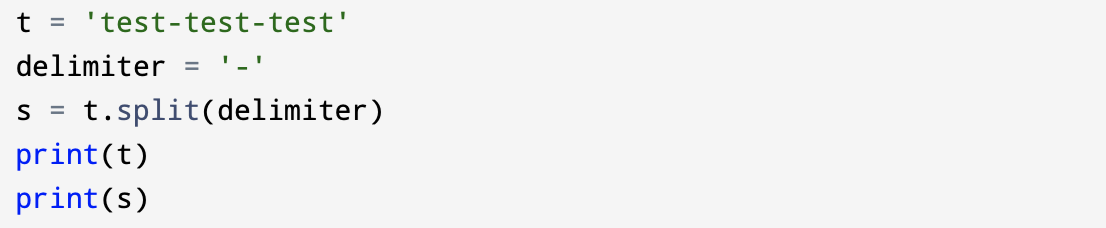 t = 'test-test-test'
delimiter = '-'
s = t.split(delimiter)
print(t)
print(s)